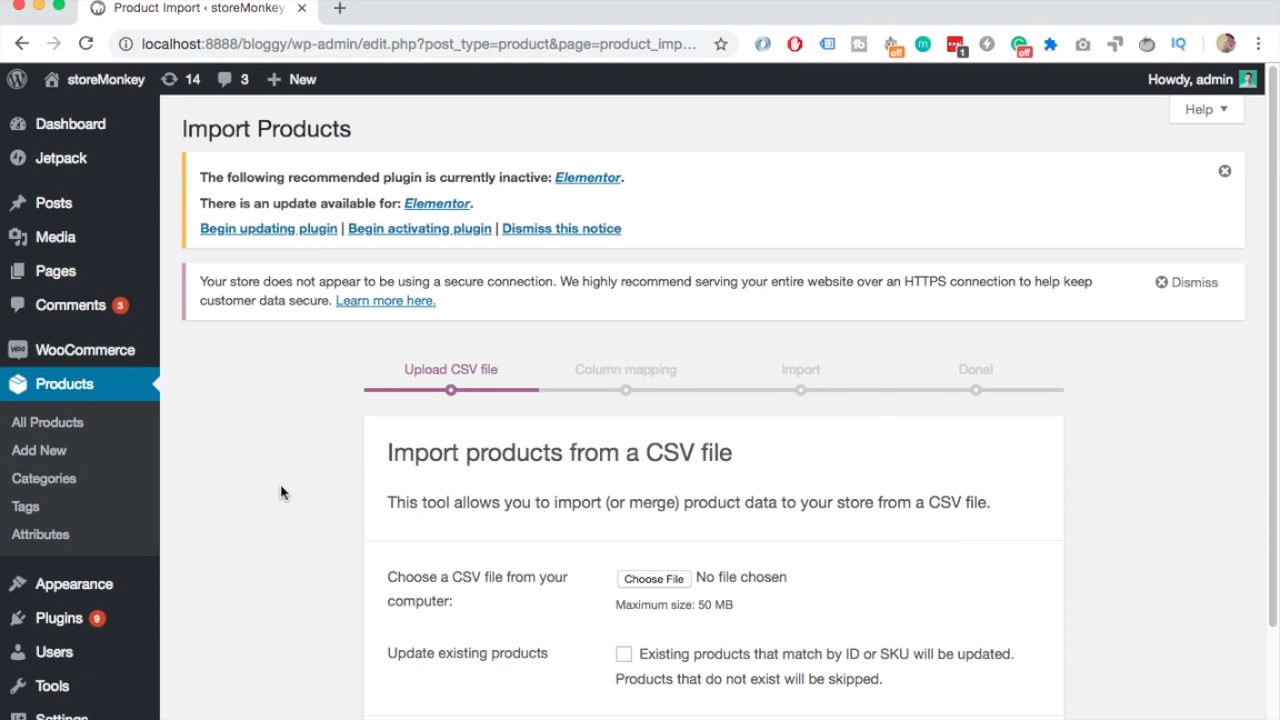 Product Import ‹ storeMonkey
localhost:8888/bloggy/wp-admin/edit.php?post_type=product&page=product_imp...
storeMonkey 14 3 New
Howdy, admin
Help
Dashboard
Jetpack
Posts
Media
Pages
Comments 3
WooCommerce
Products
All Products
Add New
Categories
Tags
Attributes
Appearance
Plugins 9
Users
Tools
Settings
Import Products
The following recommended plugin is currently inactive: Elementor.
There is an update available for: Elementor.
Begin updating plugin | Begin activating plugin | Dismiss this notice
Your store does not appear to be using a secure connection. We highly recommend serving your entire website over an HTTPS connection to help keep
customer data secure. Learn more here.
Dismiss
Upload CSV file
Column mapping
Import
Done!
Import products from a CSV file
This tool allows you to import (or merge) product data to your store from a CSV file.
Choose a CSV file from your
computer:
Choose File No file chosen
Maximum size: 50 MB
Update existing products
Existing products that match by ID or SKU will be updated.
Products that do not exist will be skipped.